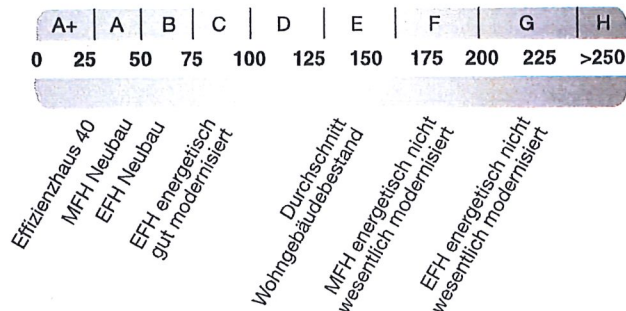 A+ | A | B | C | D | E | F | G | H
0 25 50 75 100 125 150 175 200 225 >250
Effizienzhaus 40
MFH Neubau
EFH Neubau
EFH energetisch
gut modernisiert
Durchschnitt
Wohngebäudebestand
MFH energetisch nicht
wesentlich modernisiert
EFH energetisch nicht
wesentlich modernisiert